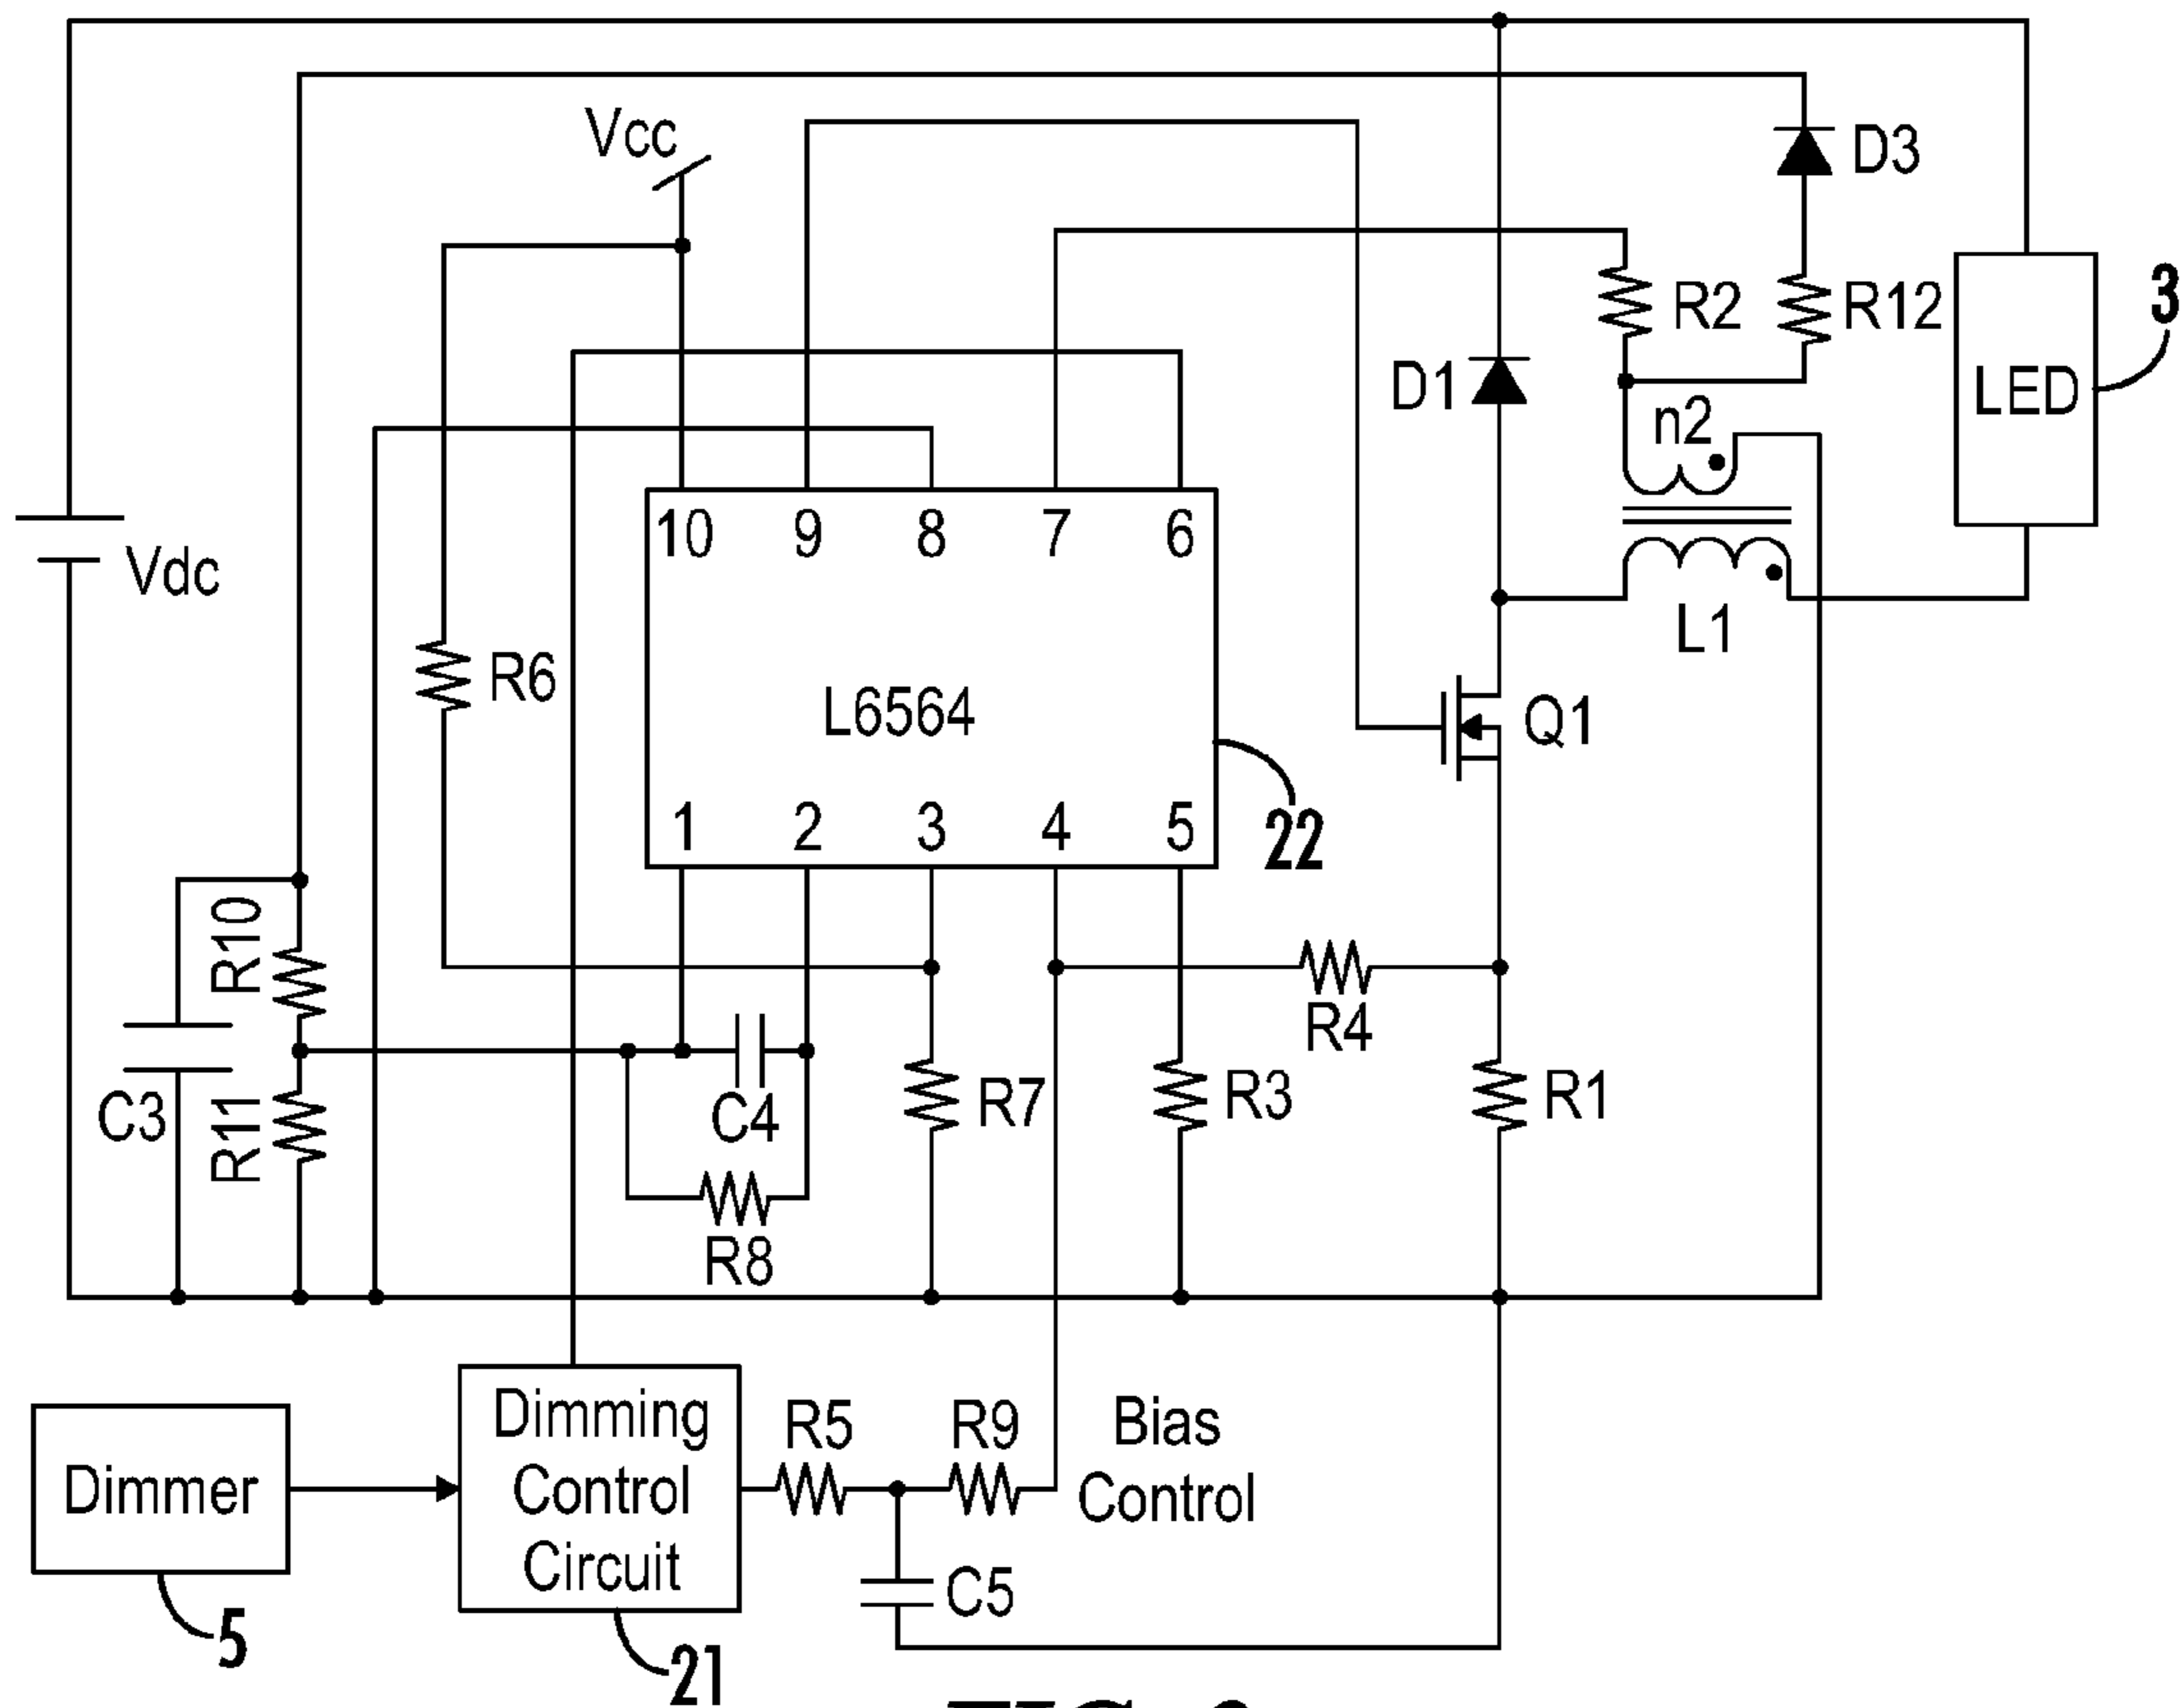 Vcc
D3
R2
R12
3
D1
LED
n2
Vdc
10 9 8 7 6
L1
R6
L6564
Q1
1 2 3 4 5
22
R10
R4
C3
R11
C4
R7
R3
R1
R8
Dimming
Control
Circuit
R5
R9
Bias
Control
Dimmer
C5
5
21